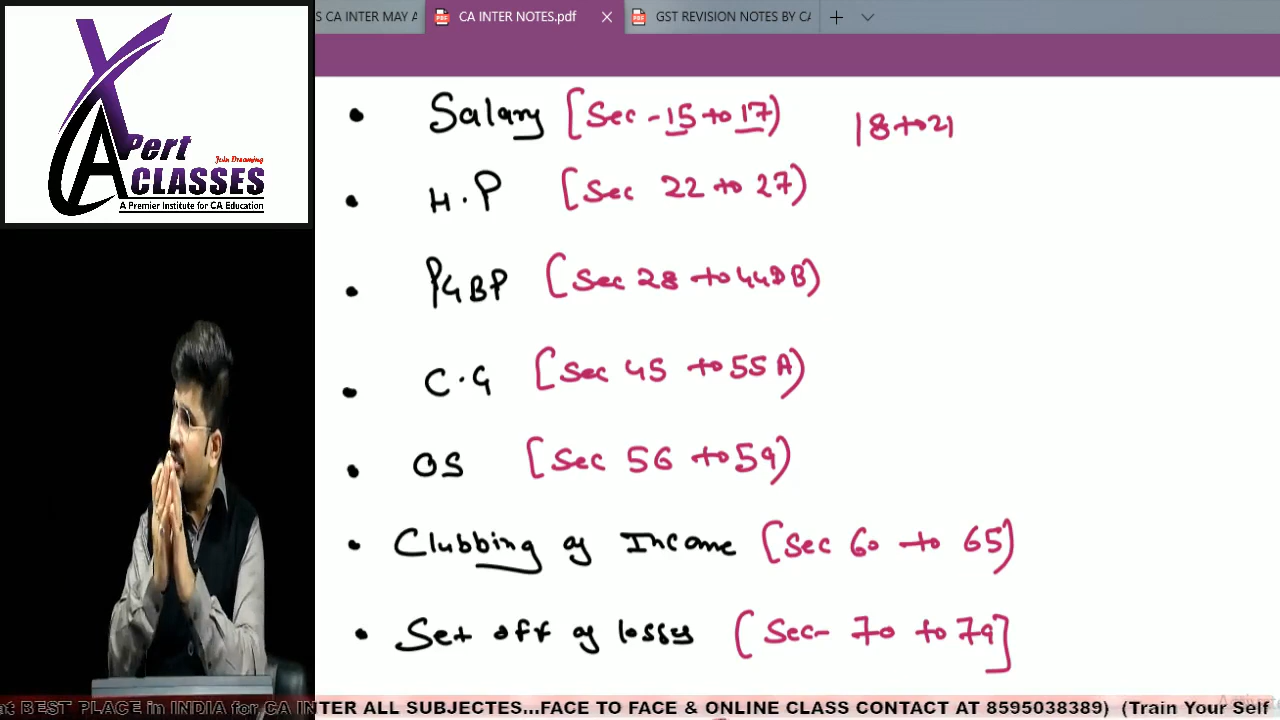 S CA INTER MAY A
CA INTER NOTES.pdf
GST REVISION NOTES BY CA
XPert
Join Dreaming
CA CLASSES
A Premier Institute for CA Education
• Salary [Sec - 15 to 17) 18 to 21
• H.P [Sec 22 to 27)
• PGBP [Sec 28 to 44DB)
• C.G [Sec 45 to 55A)
• OS [Sec 56 to 59)
• Clubbing of Income [Sec 60 to 65)
• Set off of losses [Sec- 70 to 79]
at BEST PLACE in INDIA for CA INTER ALL SUBJECTES...FACE TO FACE & ONLINE CLASS CONTACT AT 8595038389) (Train Your Self